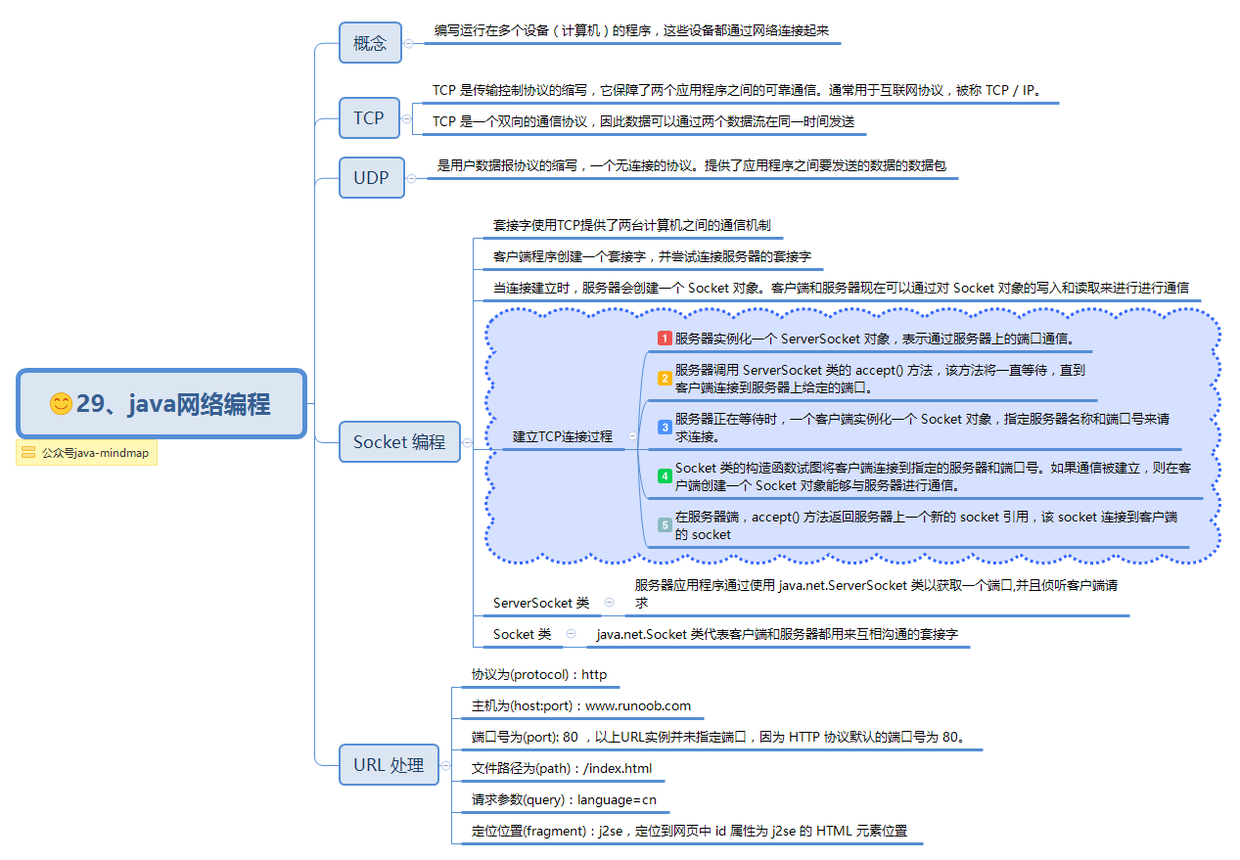 29、java网络编程
公众号java-mindmap
概念
编写运行在多个设备（计算机）的程序，这些设备都通过网络连接起来
TCP
TCP 是传输控制协议的缩写，它保障了两个应用程序之间的可靠通信。通常用于互联网协议，被称 TCP / IP。
TCP 是一个双向的通信协议，因此数据可以通过两个数据流在同一时间发送
UDP
是用户数据报协议的缩写，一个无连接的协议。提供了应用程序之间要发送的数据的数据包
Socket 编程
套接字使用TCP提供了两台计算机之间的通信机制
客户端程序创建一个套接字，并尝试连接服务器的套接字
当连接建立时，服务器会创建一个 Socket 对象。客户端和服务器现在可以通过对 Socket 对象的写入和读取来进行进行通信
建立TCP连接过程
1 服务器实例化一个 ServerSocket 对象，表示通过服务器上的端口通信。
2 服务器调用 ServerSocket 类的 accept() 方法，该方法将一直等待，直到
客户端连接到服务器上给定的端口。
3 服务器正在等待时，一个客户端实例化一个 Socket 对象，指定服务器名称和端口号来请
求连接。
4 Socket 类的构造函数试图将客户端连接到指定的服务器和端口号。如果通信被建立，则在客
户端创建一个 Socket 对象能够与服务器进行通信。
5 在服务器端，accept() 方法返回服务器上一个新的 socket 引用，该 socket 连接到客户端
的 socket
ServerSocket 类
服务器应用程序通过使用 java.net.ServerSocket 类以获取一个端口,并且侦听客户端请
求
Socket 类
java.net.Socket 类代表客户端和服务器都用来互相沟通的套接字
URL 处理
协议为(protocol)：http
主机为(host:port)：www.runoob.com
端口号为(port): 80 ，以上URL实例并未指定端口，因为 HTTP 协议默认的端口号为 80。
文件路径为(path)：/index.html
请求参数(query)：language=cn
定位位置(fragment)：j2se，定位到网页中 id 属性为 j2se 的 HTML 元素位置